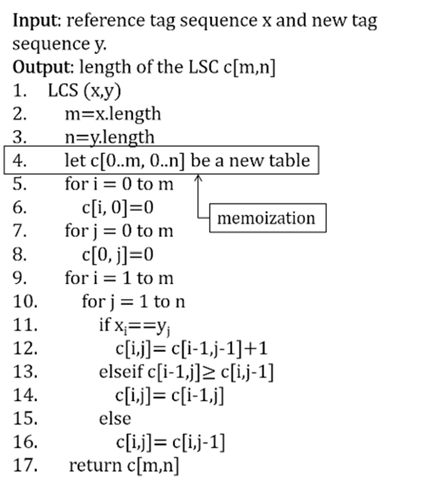 Input: reference tag sequence x and new tag
sequence y.
Output: length of the LSC c[m,n]
1. LCS (x,y)
2. m=x.length
3. n=y.length
4. let c[0..m, 0..n] be a new table
5. for i = 0 to m
6. c[i, 0]=0
memoization
7. for j = 0 to m
8. c[0, j]=0
9. for i = 1 to m
10. for j = 1 to n
11. if xᵢ==yⱼ
12. c[i,j]= c[i-1,j-1]+1
13. elseif c[i-1,j]≥ c[i,j-1]
14. c[i,j]= c[i-1,j]
15. else
16. c[i,j]= c[i,j-1]
17. return c[m,n]